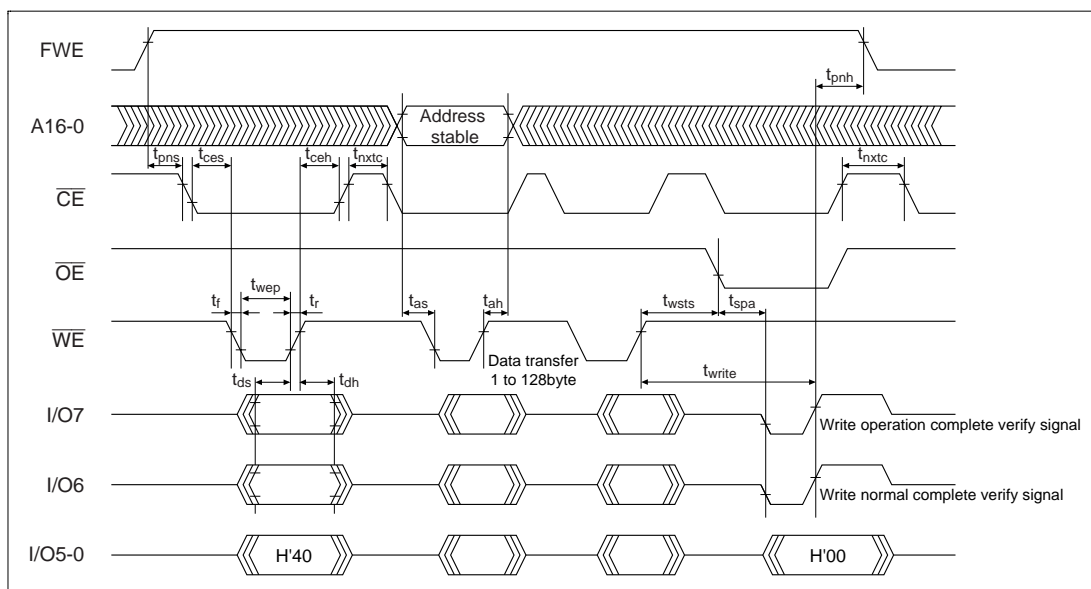 FWE
tpnh
A16-0
Address
stable
tpns
tces
tceh
tnxtc
tnxtc
CE
OE
twep
tf
tr
tas
tah
twsts
tspa
WE
Data transfer
1 to 128byte
tds
tdh
twrite
I/O7
Write operation complete verify signal
I/O6
Write normal complete verify signal
I/O5-0
H'40
H'00